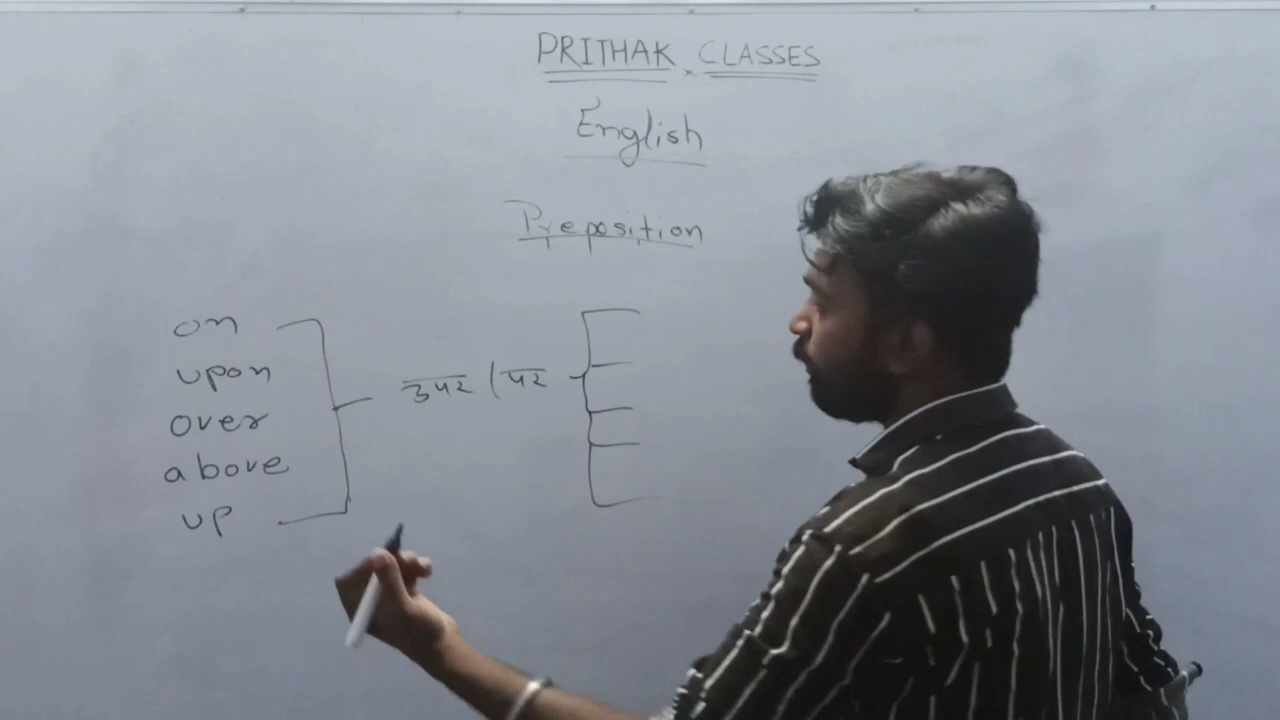 PRITHAK CLASSES
English
Preposition
on
upon
over
above
up
उपर / पर